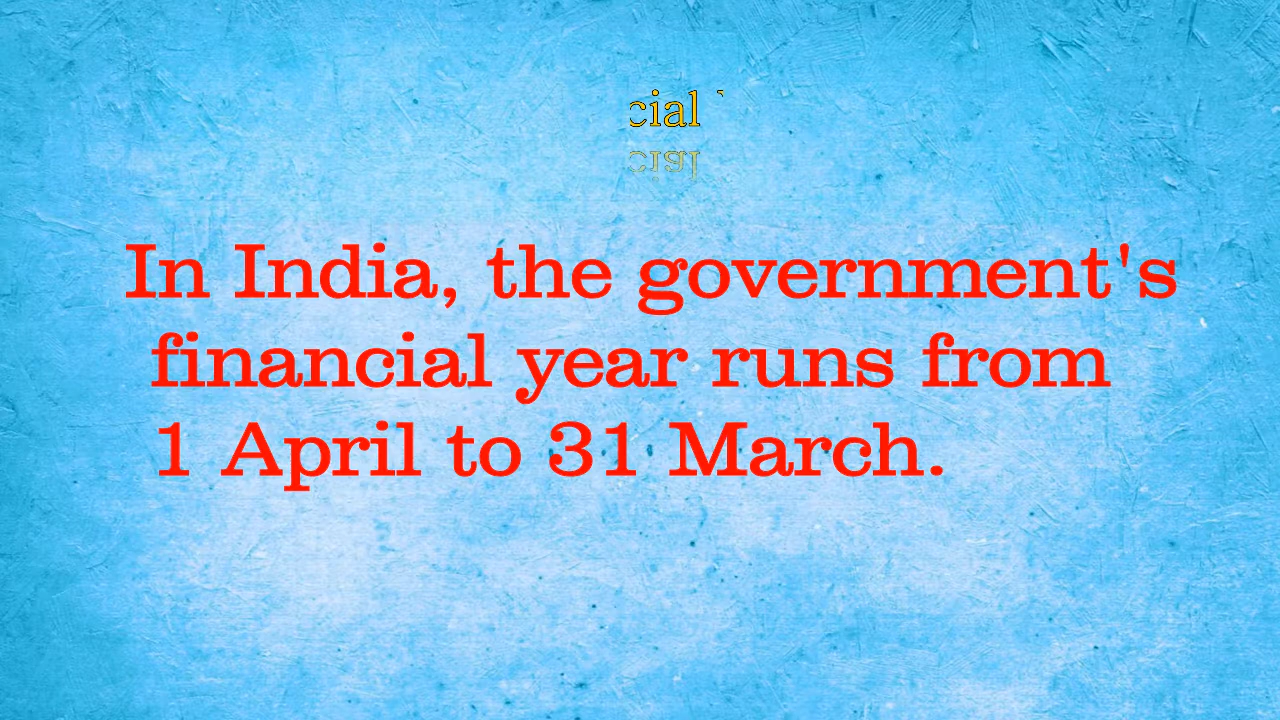 cial
In India, the government's
financial year runs from
1 April to 31 March.